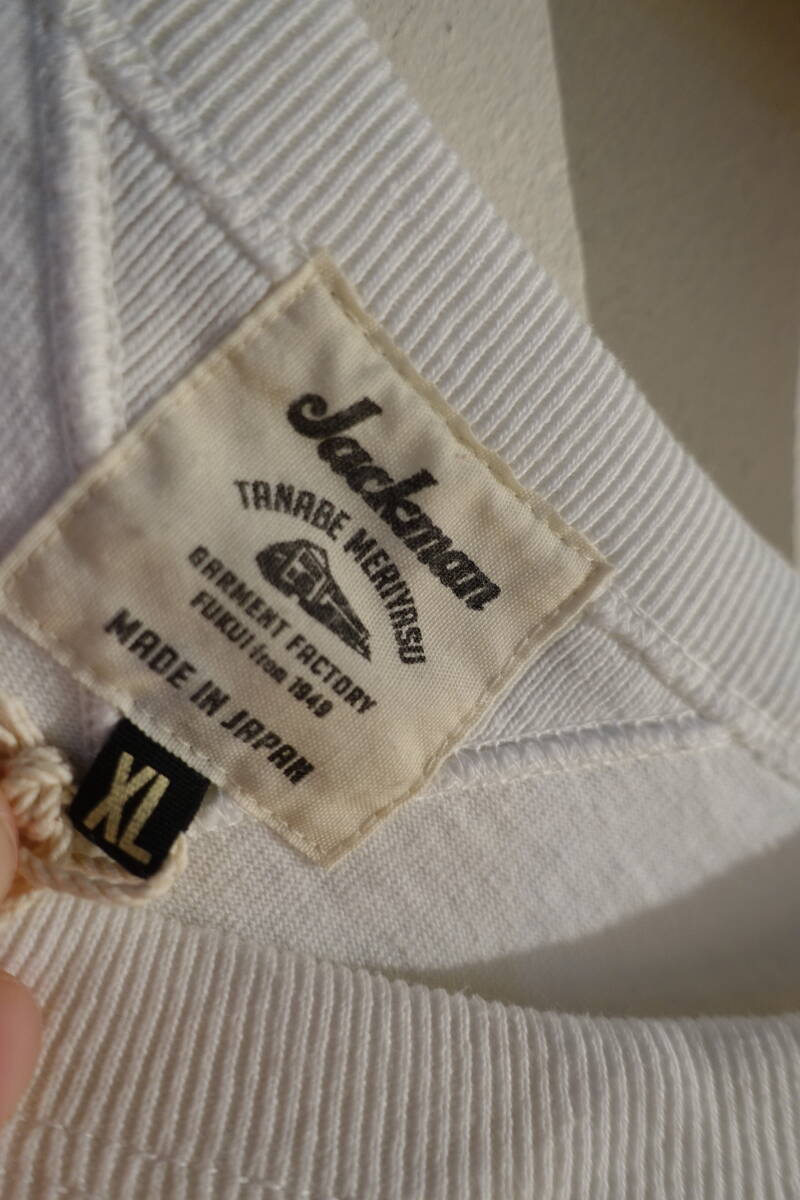 Jackman
TANABE MERIYASU
GARMENT FACTORY
FUKUI from 1949
MADE IN JAPAN
XL